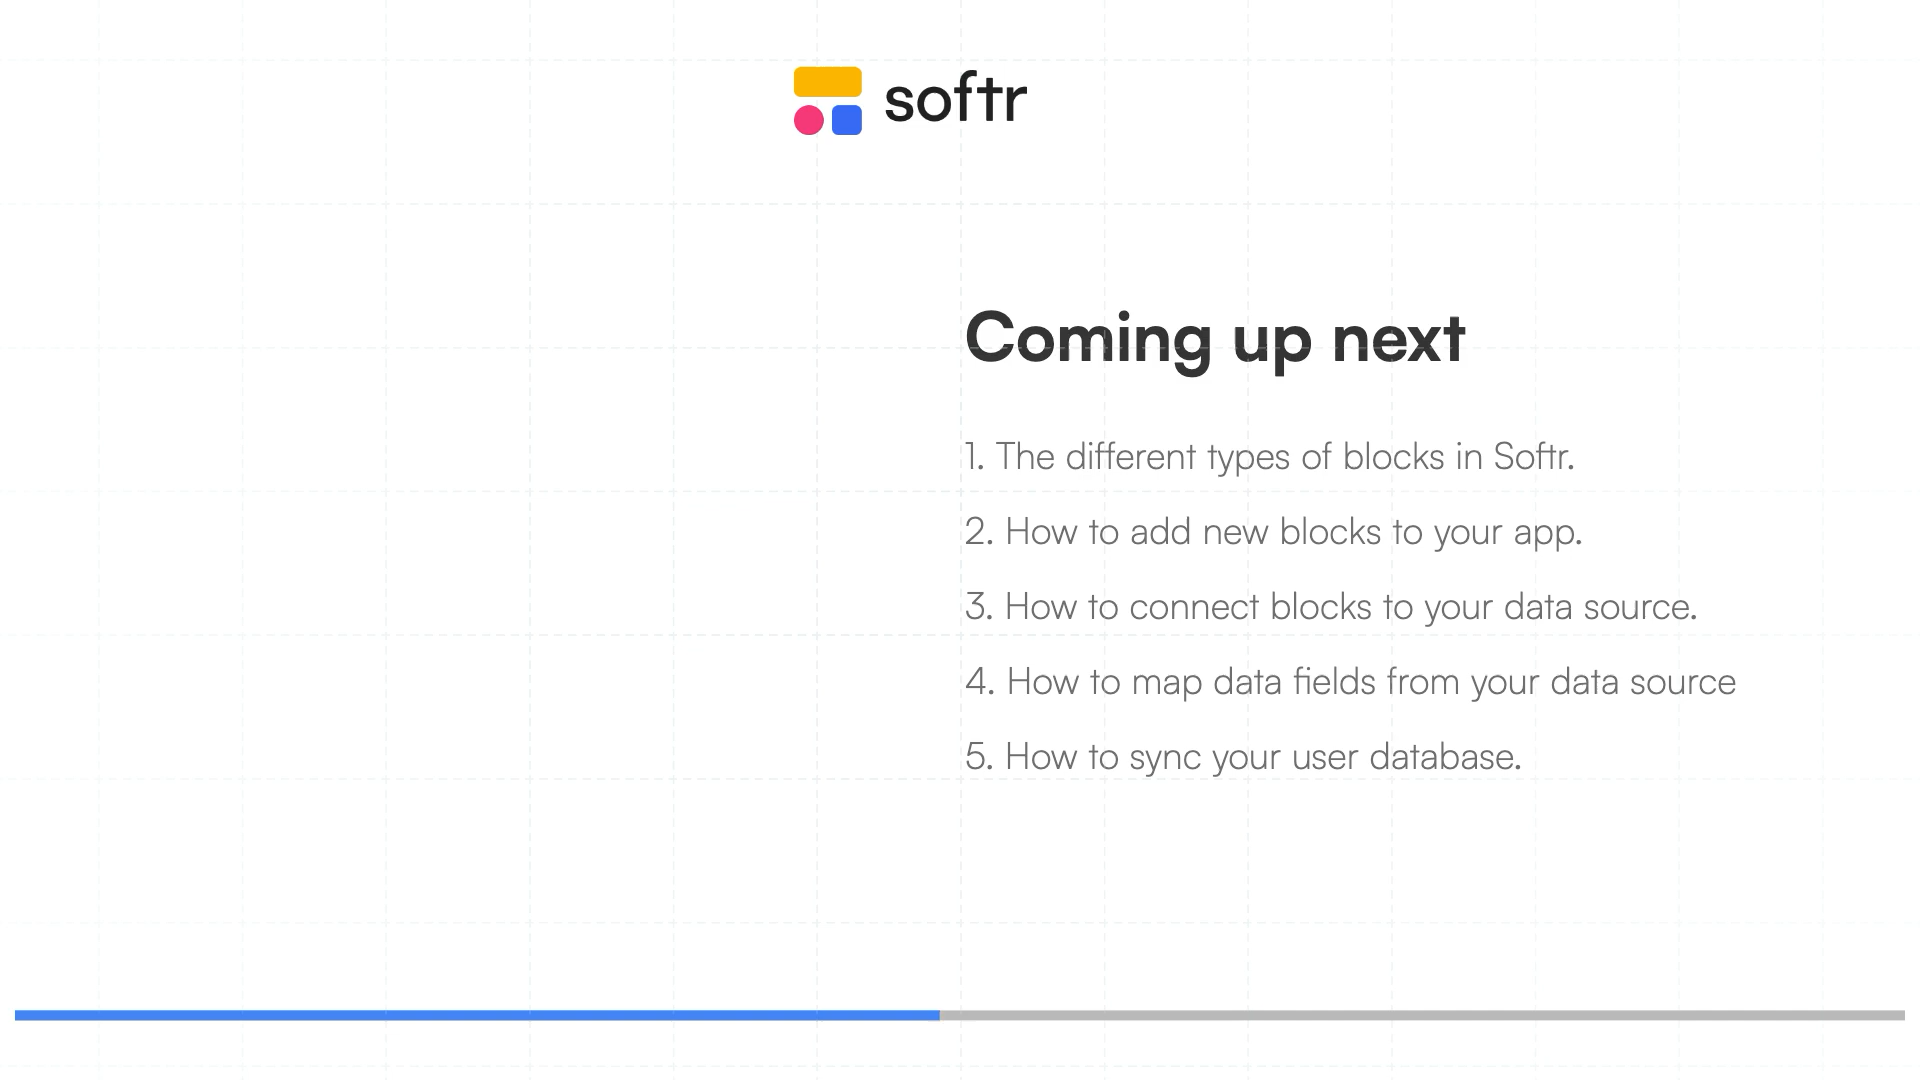 softr
Coming up next
1. The different types of blocks in Softr.
2. How to add new blocks to your app.
3. How to connect blocks to your data source.
4. How to map data fields from your data source
5. How to sync your user database.